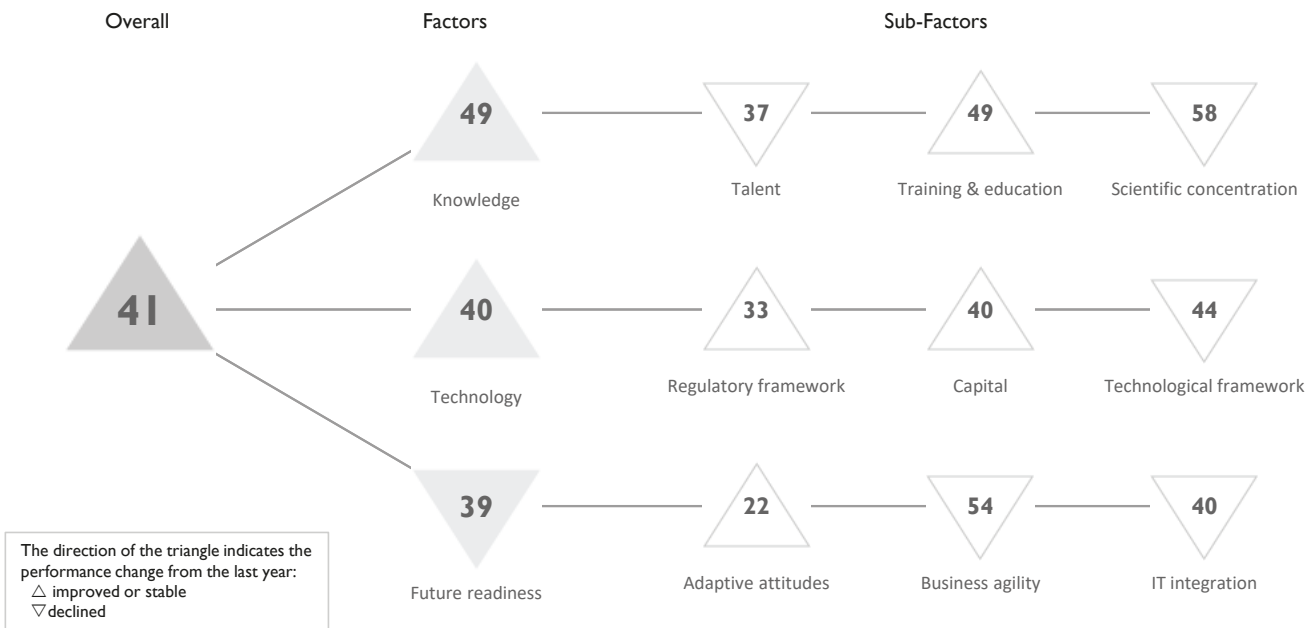 Overall
Factors
Sub-Factors
49
37
49
58
Knowledge
Talent
Training & education
Scientific concentration
41
40
33
40
44
Technology
Regulatory framework
Capital
Technological framework
39
22
54
40
Future readiness
Adaptive attitudes
Business agility
IT integration
The direction of the triangle indicates the
performance change from the last year:
△ improved or stable
▽ declined